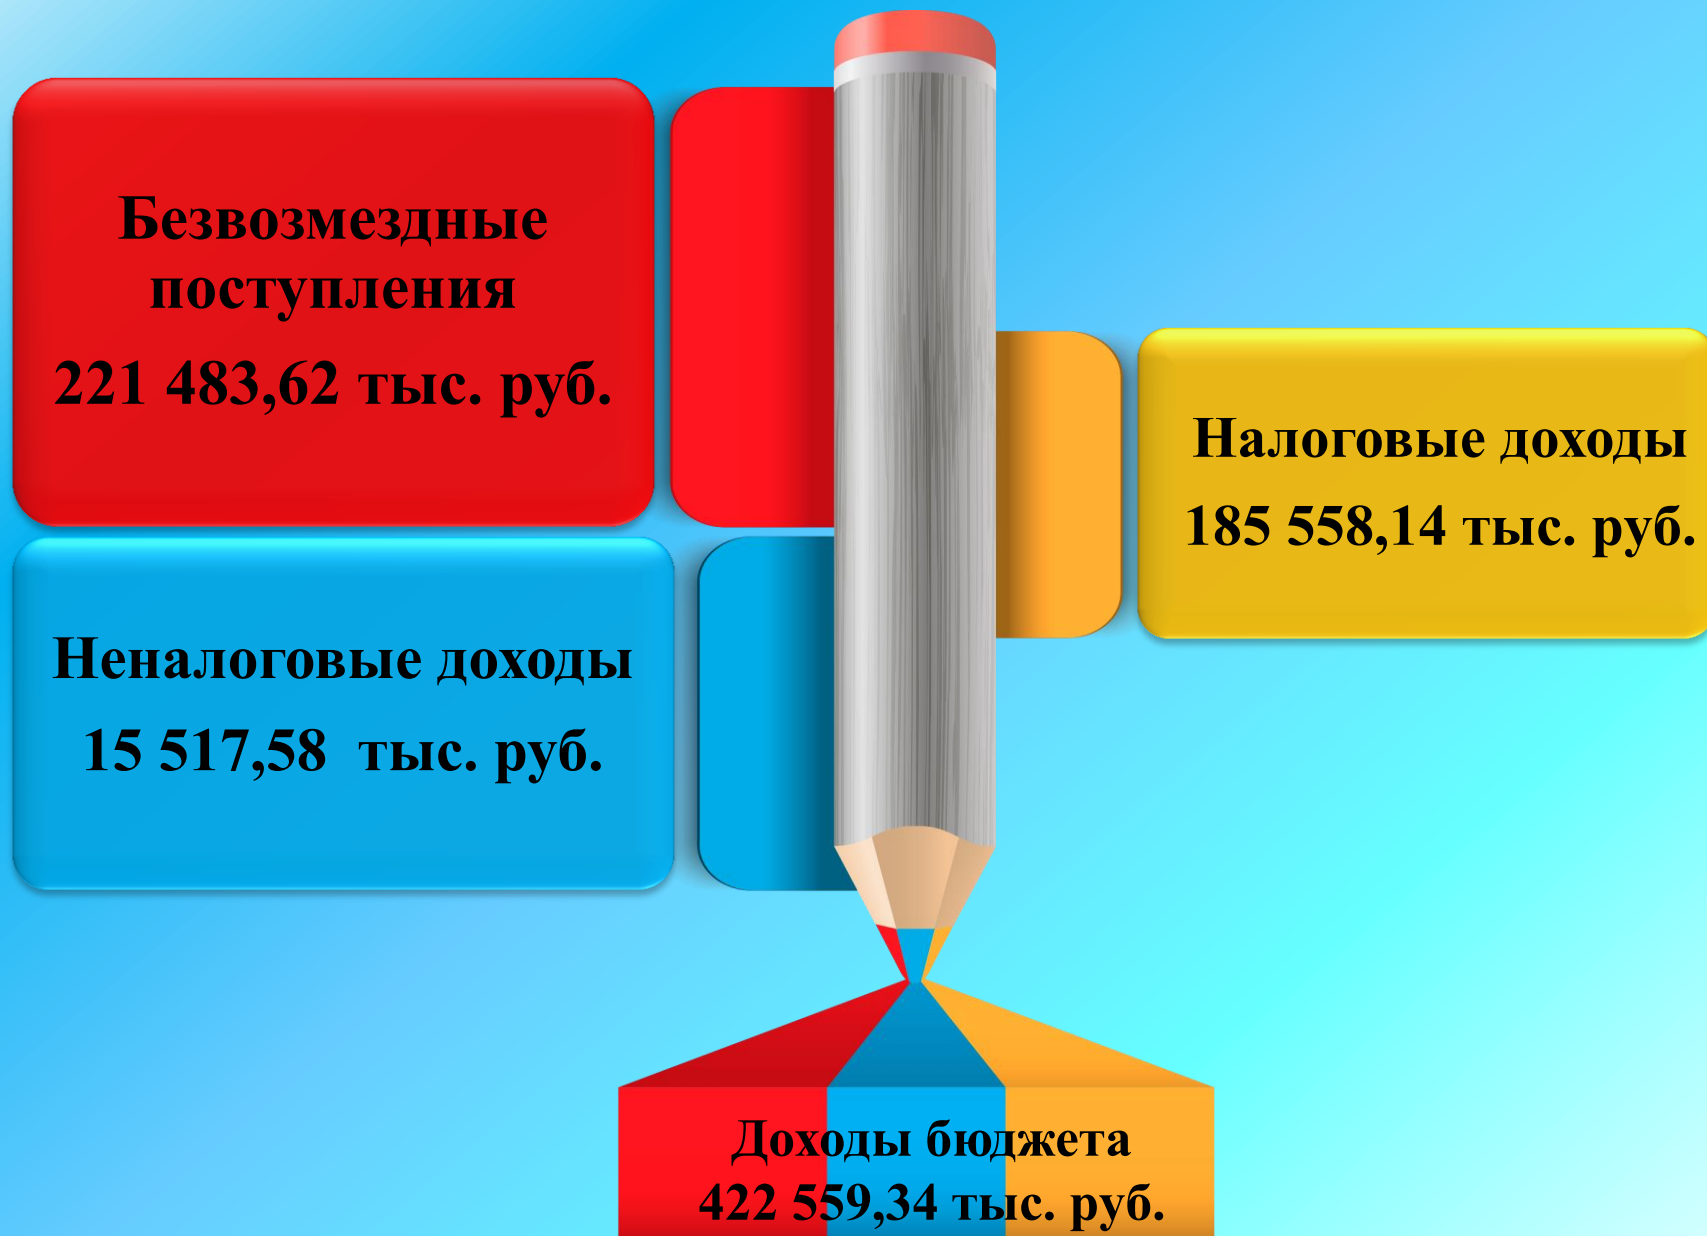 Безвозмездные
поступления
221 483,62 тыс. руб.
Неналоговые доходы
15 517,58  тыс. руб.
Налоговые доходы
185 558,14 тыс. руб.
Доходы бюджета
422 559,34 тыс. руб.